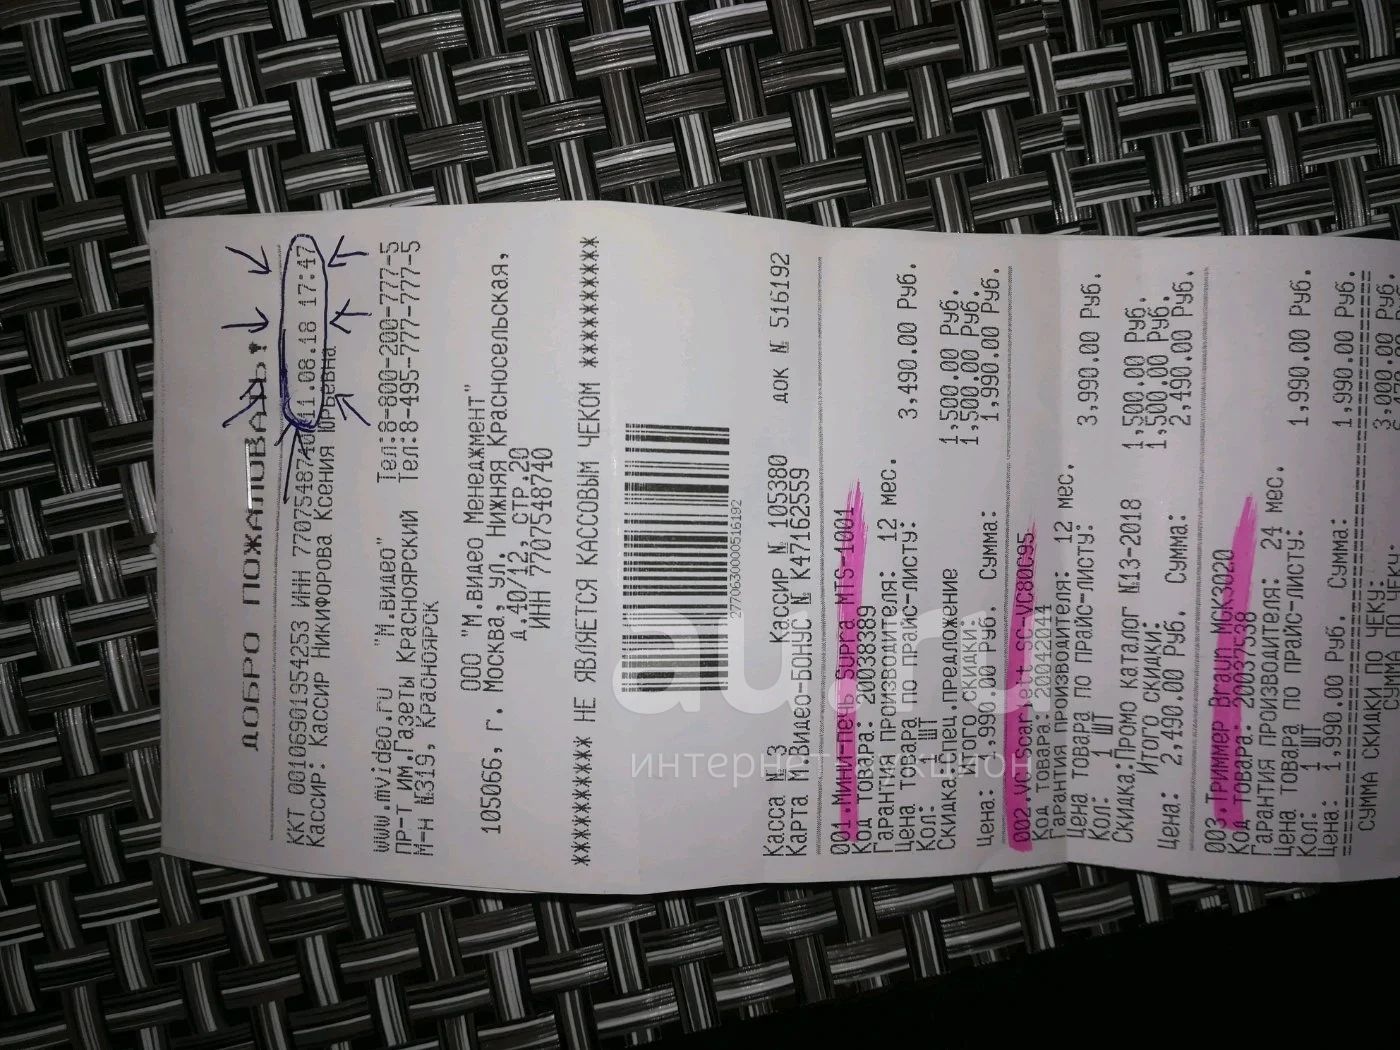 ДОБРО ПОЖАЛОВАТЬ!
ККТ 0010690195 4253 ИНН 7707548740 11.08.18 17:47
Кассир: Кассир Никифорова Ксения Юрьевна
www.mvideo.ru "М.видео" Тел:8-800-200-777-5
ПР-Т им.Газеты Красноярский Тел:8-495-777-777-5
М-н №319, Красноярск
ООО "М.видео Менеджмент"
105066, г. Москва, ул. Нижняя Красносельская,
д.40/12, стр.20
ИНН 7707548740
жжжжжжжж НЕ ЯВЛЯЕТСЯ КАССОВЫМ ЧЕКОМ жжжжжжжжж
2770630000516192
Касса № 3 Кассир № 105380 док № 516192
Карта М.Видео-БОНУС № К47162559
001.Мини-печь Supra MTS-1001
Код товара: 20038389
Гарантия производителя: 12 мес.
Цена товара по прайс-листу: 3,490.00 Руб.
Кол: 1 ШТ
Скидка:Спец.предложение 1,500.00 Руб.
Итого скидки: 1,500.00 Руб.
Цена: 1,990.00 Руб. Сумма: 1,990.00 Руб.
002.VC Scarlett SC-VC80C95
Код товара: 20042044
Гарантия производителя: 12 мес.
Цена товара по прайс-листу: 3,990.00 Руб.
Кол: 1 ШТ
Скидка:Промо каталог №13-2018 1,500.00 Руб.
Итого скидки: 1,500.00 Руб.
Цена: 2,490.00 Руб. Сумма: 2,490.00 Руб.
003.Триммер Braun MGK3020
Код товара: 20037538
Гарантия производителя: 24 мес.
Цена товара по прайс-листу: 1,990.00 Руб.
Кол: 1 ШТ
Цена: 1,990.00 Руб. Сумма: 1,990.00 Руб.
СУММА СКИДКИ ПО ЧЕКУ: 3,000.00 Руб.
au.ru
интернет-аукцион